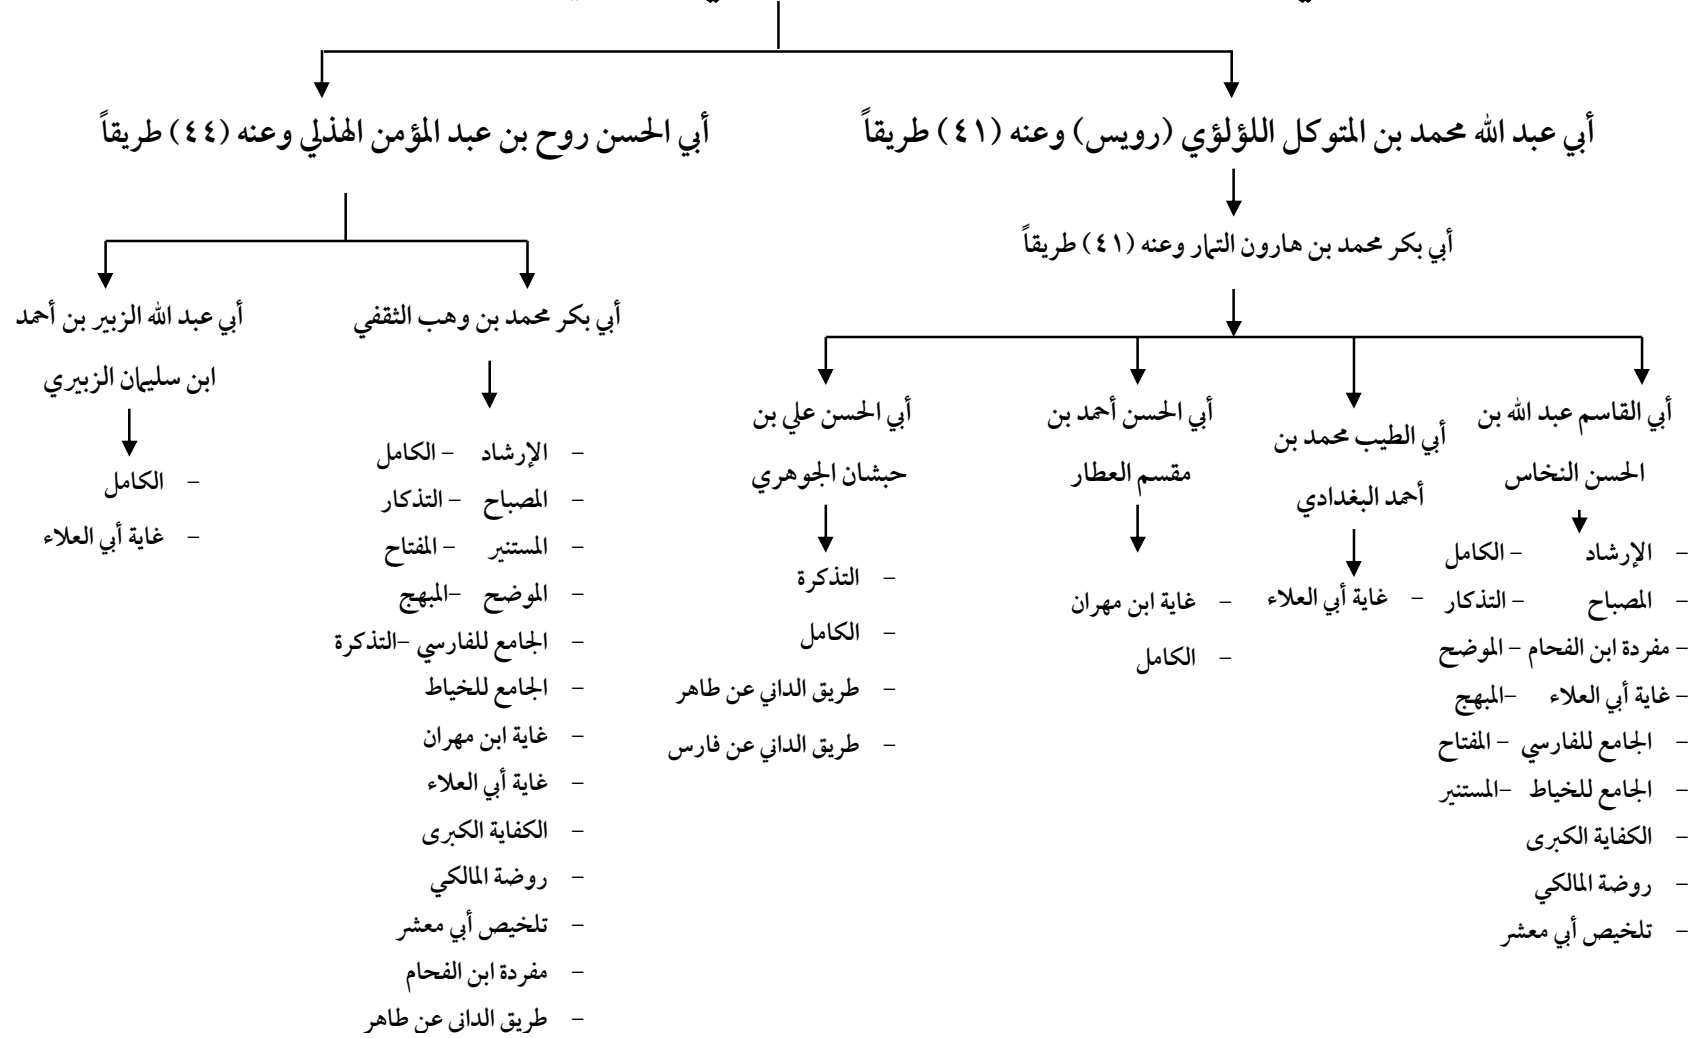 أبي عبد الله محمد بن المتوكل اللؤلؤي (رويس) وعنه (٤١) طريقاً
أبي الحسن روح بن عبد المؤمن الهذلي وعنه (٤٤) طريقاً
أبي بكر محمد بن هارون التمار وعنه (٤١) طريقاً
أبي القاسم عبد الله بن
الحسن النخاس
– الإرشاد – الكامل
– المصباح – التذكار
– مفردة ابن الفحام – الموضح
– غاية أبي العلاء –المبهج
– الجامع للفارسي – المفتاح
– الجامع للخياط –المستنير
– الكفاية الكبرى
– روضة المالكي
– تلخيص أبي معشر
أبي الطيب محمد بن
أحمد البغدادي
– غاية أبي العلاء
أبي الحسن أحمد بن
مقسم العطار
– غاية ابن مهران
– الكامل
أبي الحسن علي بن
حبشان الجوهري
– التذكرة
– الكامل
– طريق الداني عن طاهر
– طريق الداني عن فارس
أبي بكر محمد بن وهب الثقفي
– الإرشاد – الكامل
– المصباح – التذكار
– المستنير – المفتاح
– الموضح –المبهج
– الجامع للفارسي –التذكرة
– الجامع للخياط
– غاية ابن مهران
– غاية أبي العلاء
– الكفاية الكبرى
– روضة المالكي
– تلخيص أبي معشر
– مفردة ابن الفحام
– طريق الداني عن طاهر
أبي عبد الله الزبير بن أحمد
ابن سليمان الزبيري
– الكامل
– غاية أبي العلاء